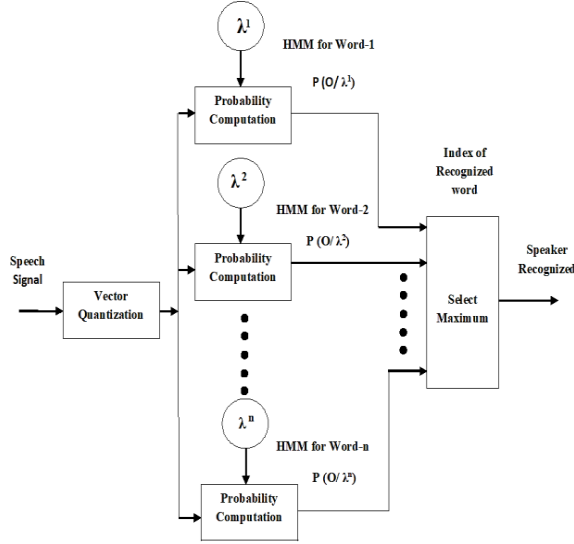 λ¹
HMM for Word-1
P (O/ λ¹)
Probability
Computation
Index of
Recognized
word
λ²
HMM for Word-2
P (O/ λ²)
Probability
Computation
Speech
Signal
Vector
Quantization
Select
Maximum
Speaker
Recognized
λⁿ
HMM for Word-n
P (O/ λⁿ)
Probability
Computation